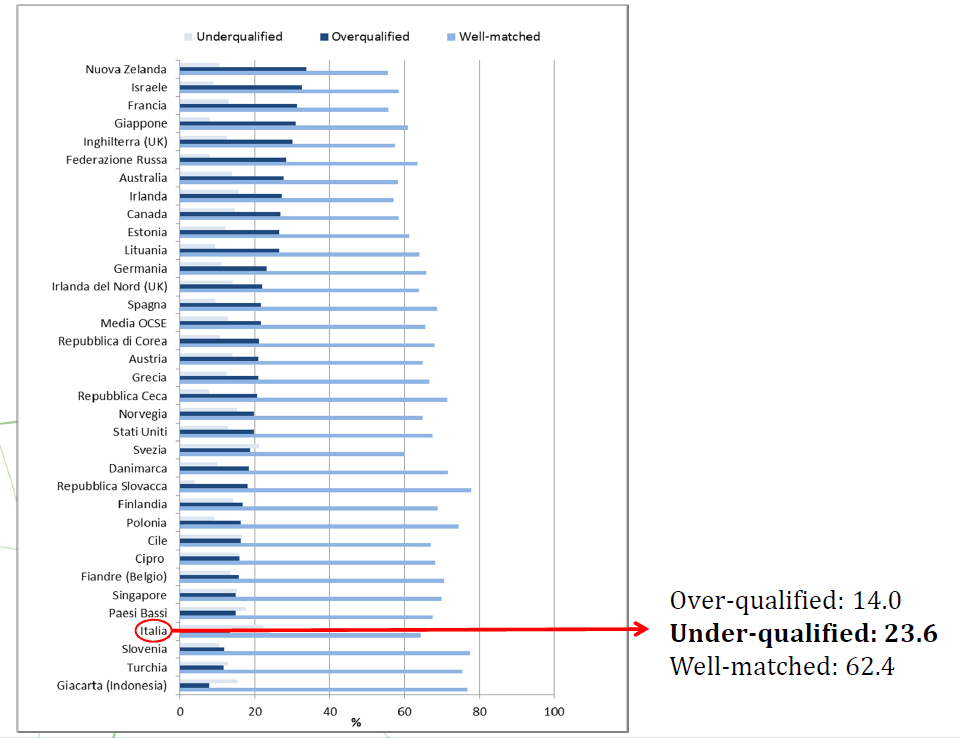 Underqualified Overqualified Well-matched
Nuova Zelanda
Israele
Francia
Giappone
Inghilterra (UK)
Federazione Russa
Australia
Irlanda
Canada
Estonia
Lituania
Germania
Irlanda del Nord (UK)
Spagna
Media OCSE
Repubblica di Corea
Austria
Grecia
Repubblica Ceca
Norvegia
Stati Uniti
Svezia
Danimarca
Repubblica Slovacca
Finlandia
Polonia
Cile
Cipro
Fiandre (Belgio)
Singapore
Paesi Bassi
Italia
Slovenia
Turchia
Giacarta (Indonesia)
0 20 40 60 80 100
%
Over-qualified: 14.0
Under-qualified: 23.6
Well-matched: 62.4